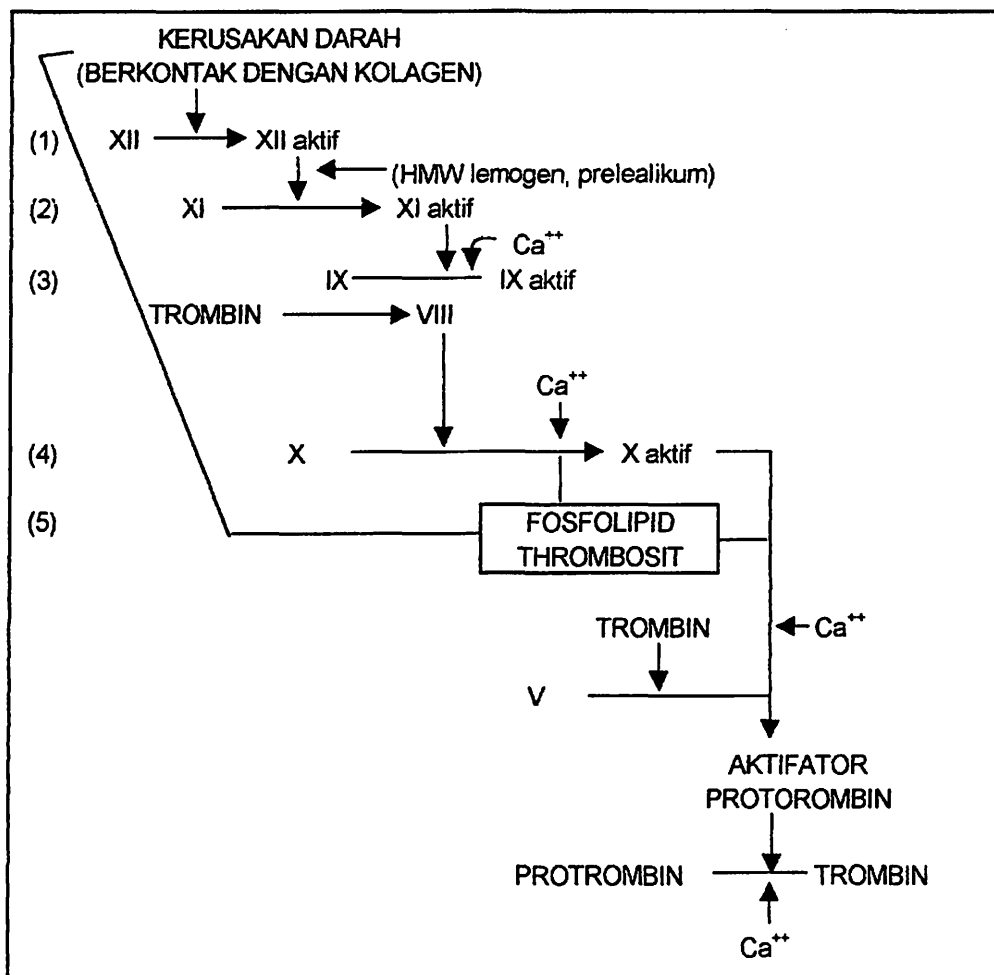 KERUSAKAN DARAH
(BERKONTAK DENGAN KOLAGEN)
(1) XII XII aktif
(HMW lemogen, prelealikum)
(2) XI XI aktif
Ca⁺⁺
(3) IX IX aktif
TROMBIN VIII
Ca⁺⁺
(4) X X aktif
(5) FOSFOLIPID
THROMBOSIT
TROMBIN Ca⁺⁺
V
AKTIFATOR
PROTOROMBIN
PROTROMBIN TROMBIN
Ca⁺⁺